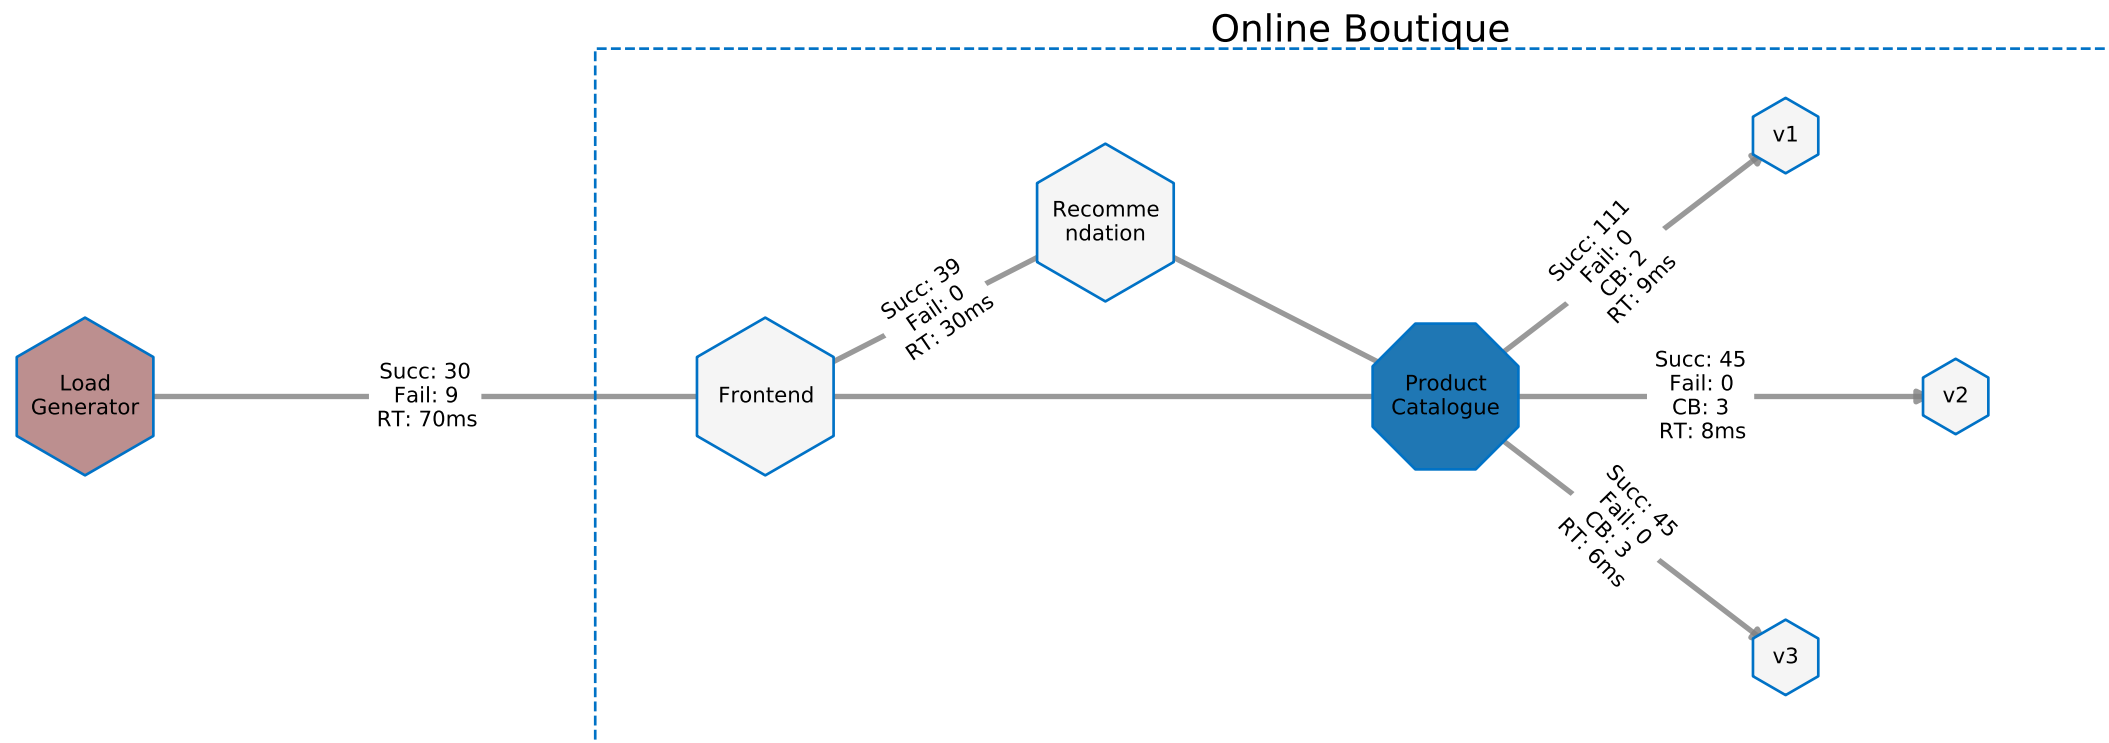 Online Boutique
Load
Generator
Succ: 30
Fail: 9
RT: 70ms
Frontend
Succ: 39
Fail: 0
RT: 30ms
Recomme
ndation
Product
Catalogue
Succ: 111
Fail: 0
CB: 2
RT: 9ms
v1
Succ: 45
Fail: 0
CB: 3
RT: 8ms
v2
Succ: 45
Fail: 0
CB: 3
RT: 6ms
v3